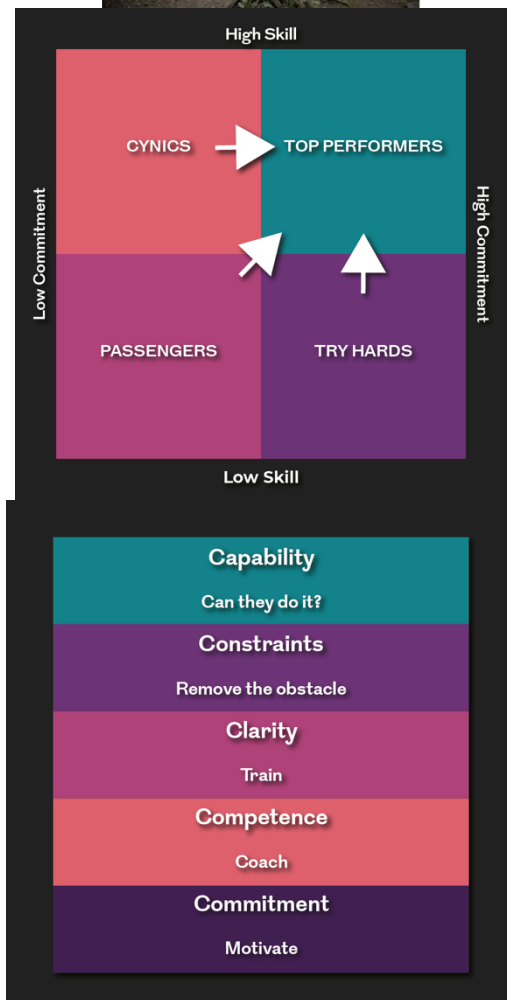 High Skill
CYNICS
TOP PERFORMERS
Low Commitment
High Commitment
PASSENGERS
TRY HARDS
Low Skill
Capability
Can they do it?
Constraints
Remove the obstacle
Clarity
Train
Competence
Coach
Commitment
Motivate